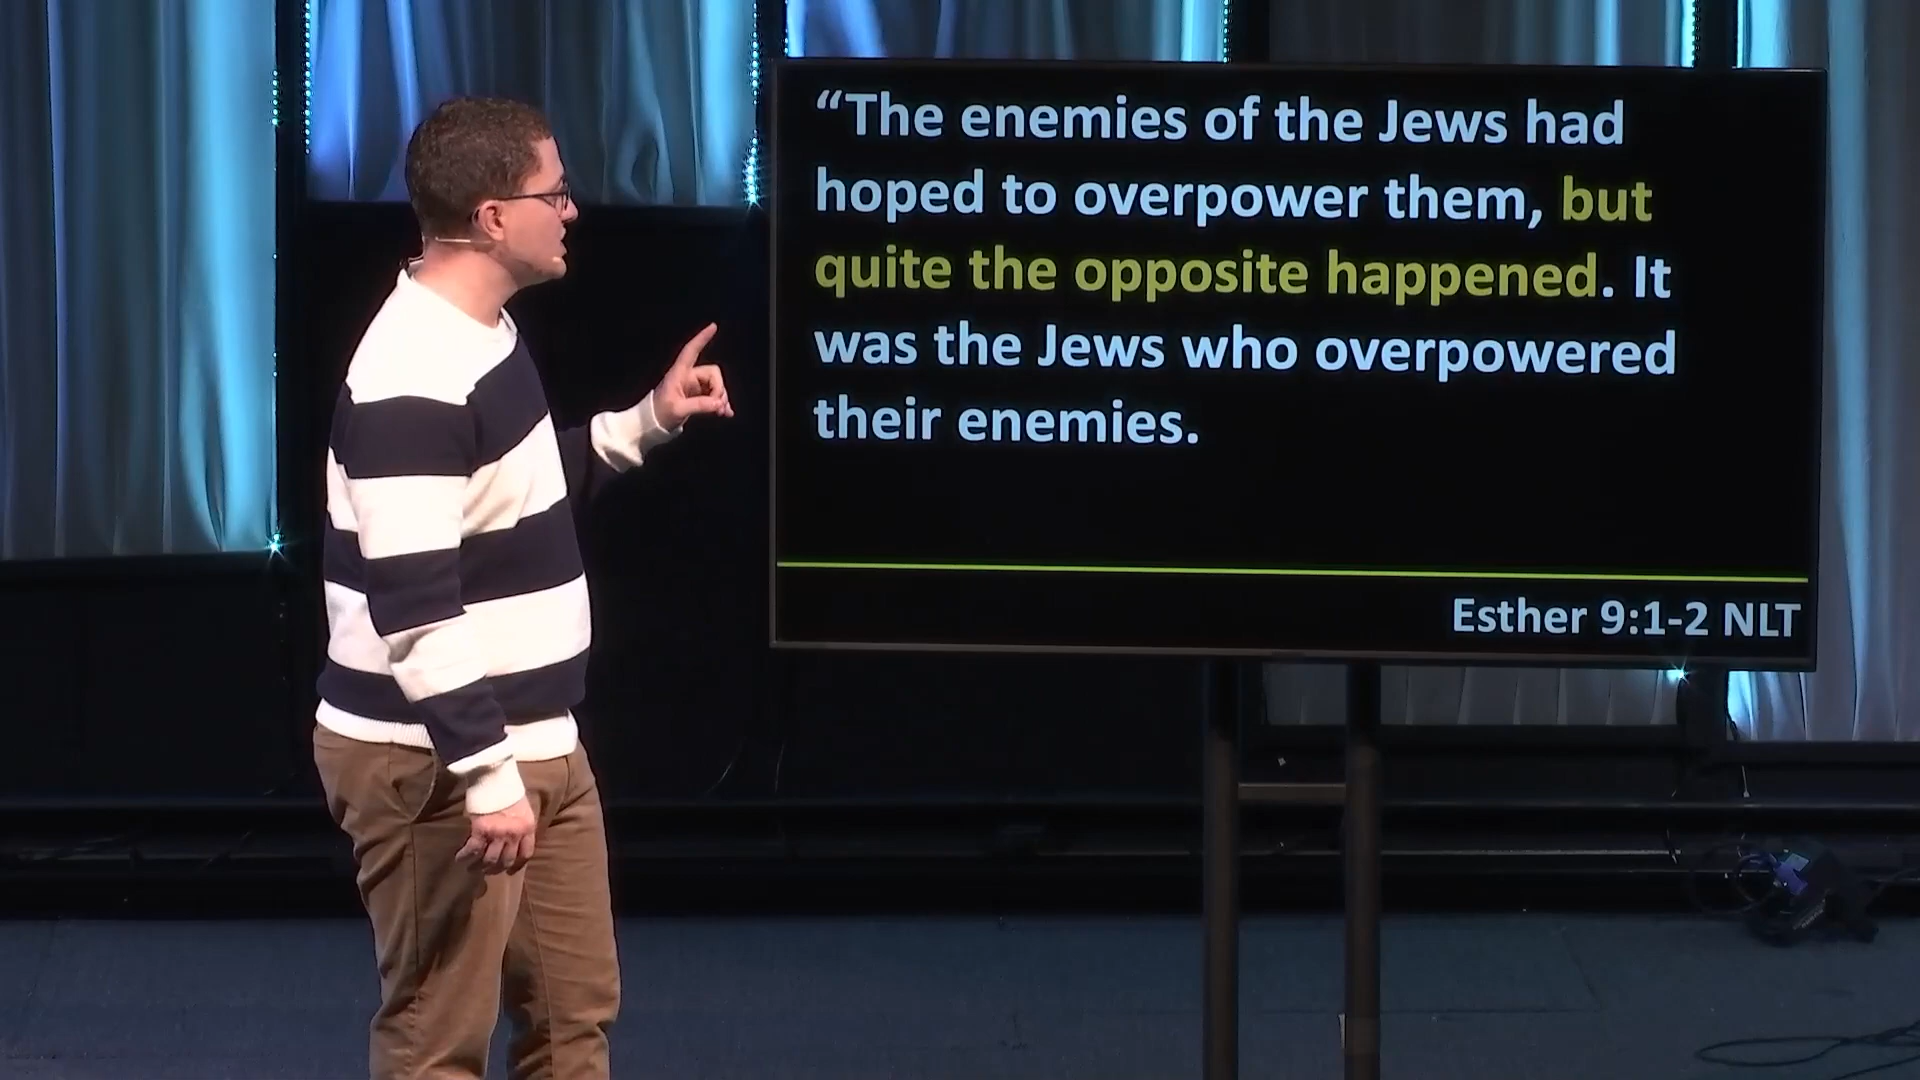 “The enemies of the Jews had
hoped to overpower them, but
quite the opposite happened. It
was the Jews who overpowered
their enemies.
Esther 9:1-2 NLT